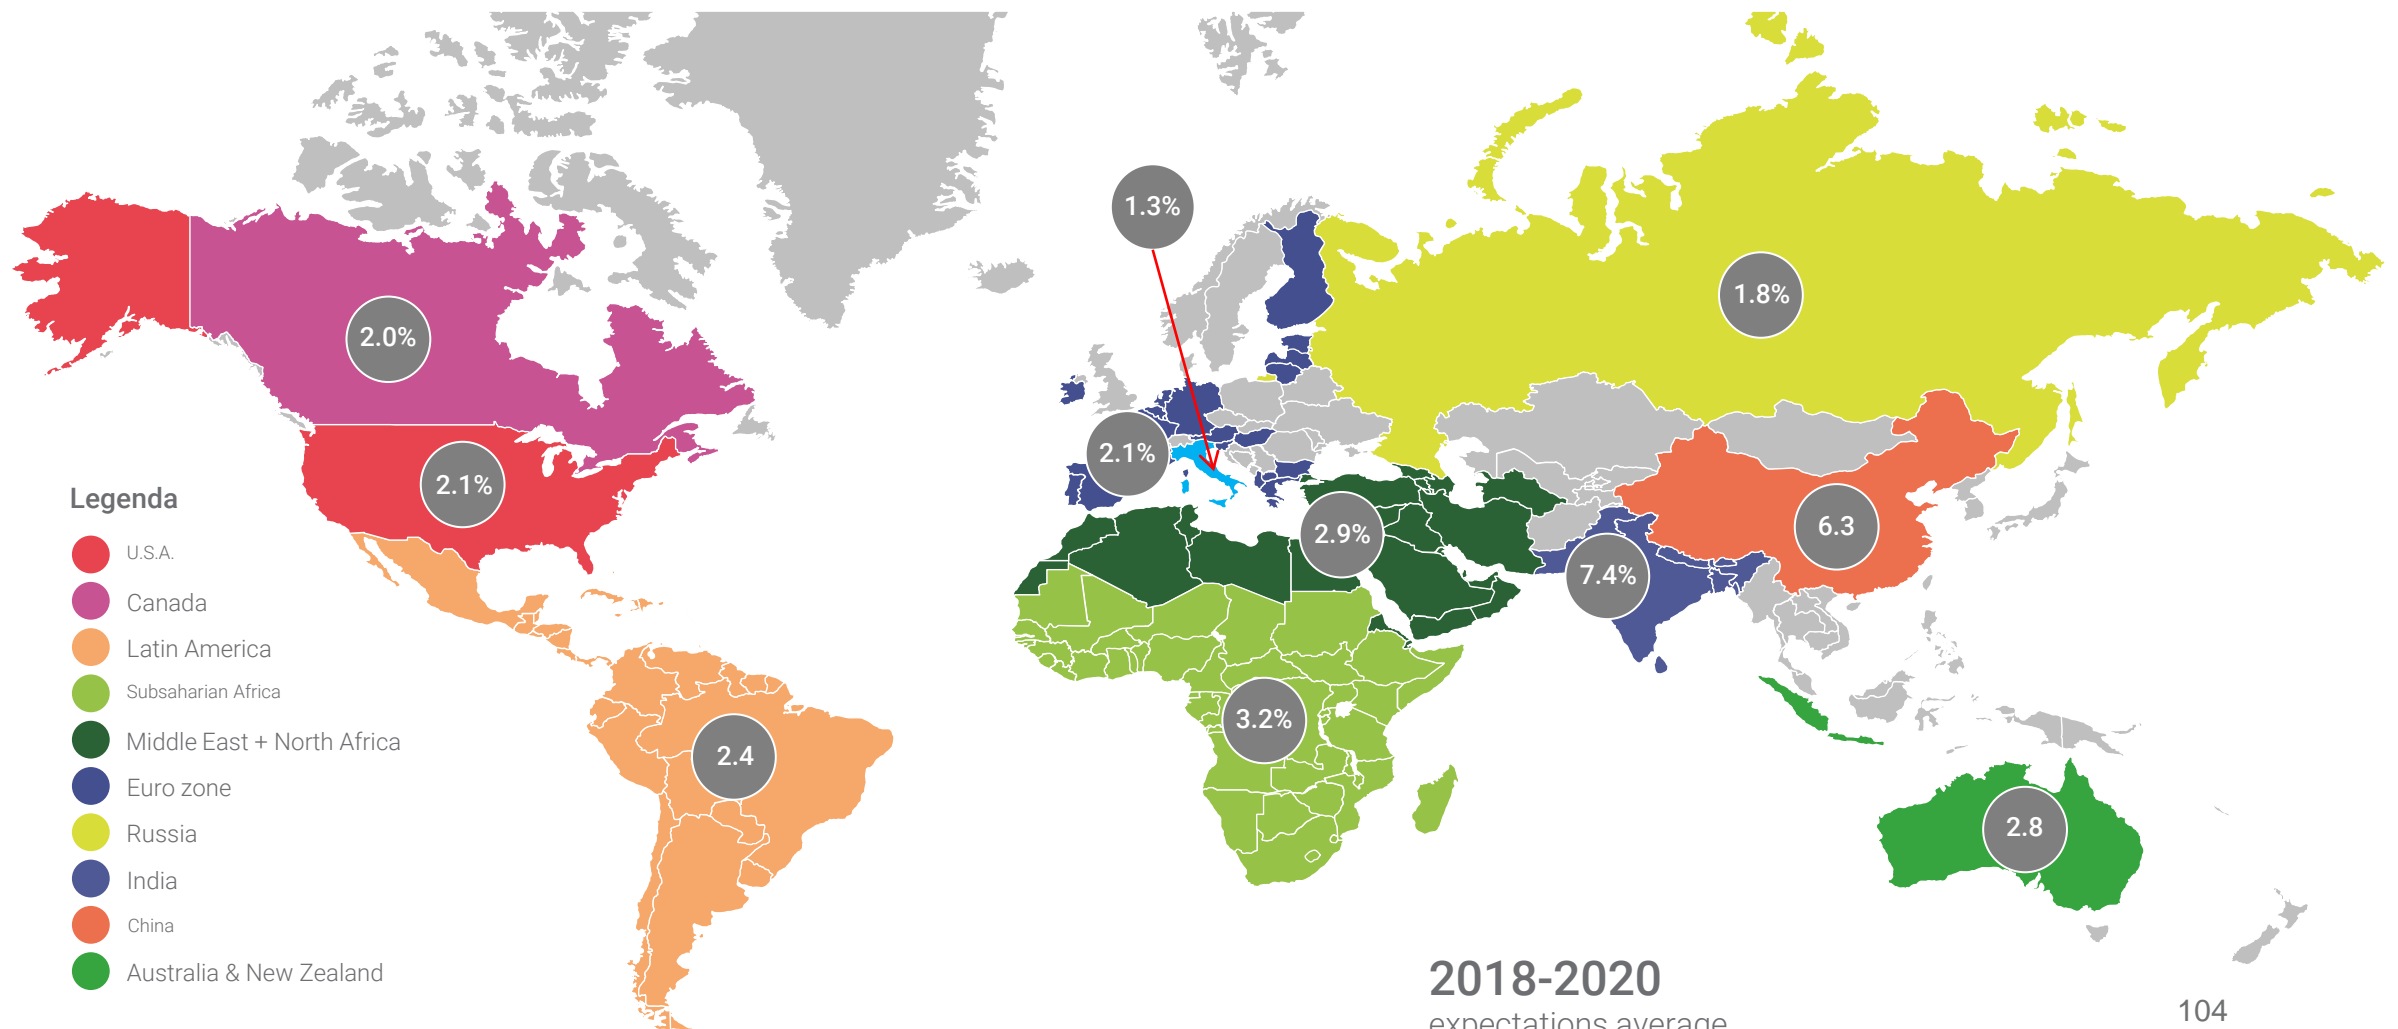 1.3%
1.8%
2.0%
2.1%
2.1%
2.9%
6.3
7.4%
3.2%
2.4
2.8
Legenda
U.S.A.
Canada
Latin America
Subsaharian Africa
Middle East + North Africa
Euro zone
Russia
India
China
Australia & New Zealand
2018-2020
expectations average
104